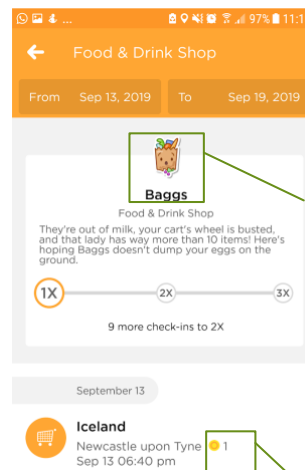 ... 97% 11:1
Food & Drink Shop
From Sep 13, 2019 To Sep 19, 2019
Baggs
Food & Drink Shop
They're out of milk, your cart's wheel is busted,
and that lady has way more than 10 items! Here's
hoping Baggs doesn't dump your eggs on the
ground.
1X 2X 3X
9 more check-ins to 2X
September 13
Iceland
Newcastle upon Tyne 1
Sep 13 06:40 pm